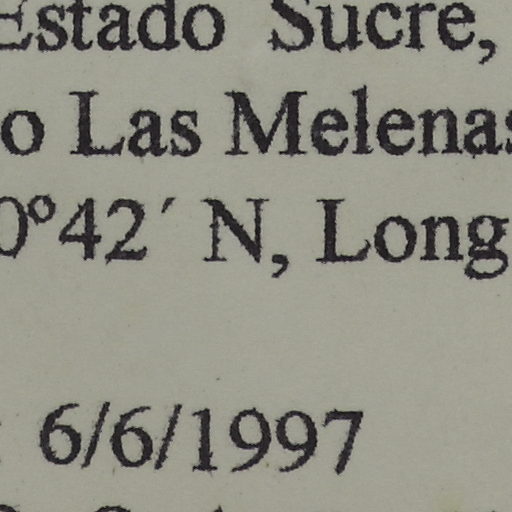 Estado Sucre,
o Las Melenas
0°42´ N, Long
6/6/1997